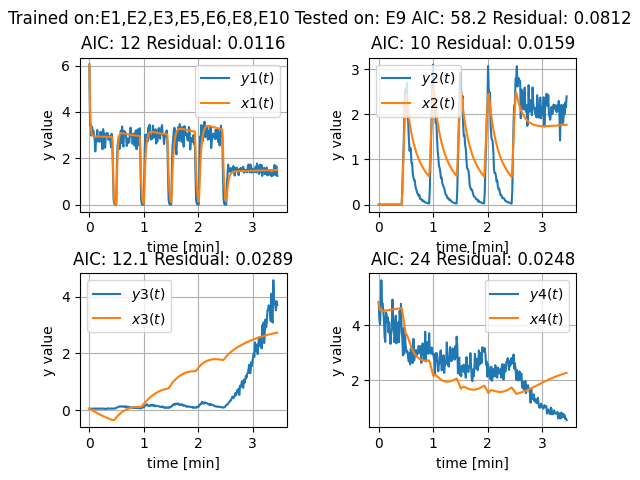 Trained on:E1,E2,E3,E5,E6,E8,E10 Tested on: E9 AIC: 58.2 Residual: 0.0812
AIC: 12 Residual: 0.0116
6
4
2
0
y value
y1(t)
x1(t)
0
1
2
3
time [min]
AIC: 10 Residual: 0.0159
3
2
1
0
y value
y2(t)
x2(t)
0
1
2
3
time [min]
AIC: 12.1 Residual: 0.0289
4
2
0
y value
y3(t)
x3(t)
0
1
2
3
time [min]
AIC: 24 Residual: 0.0248
4
2
y value
y4(t)
x4(t)
0
1
2
3
time [min]